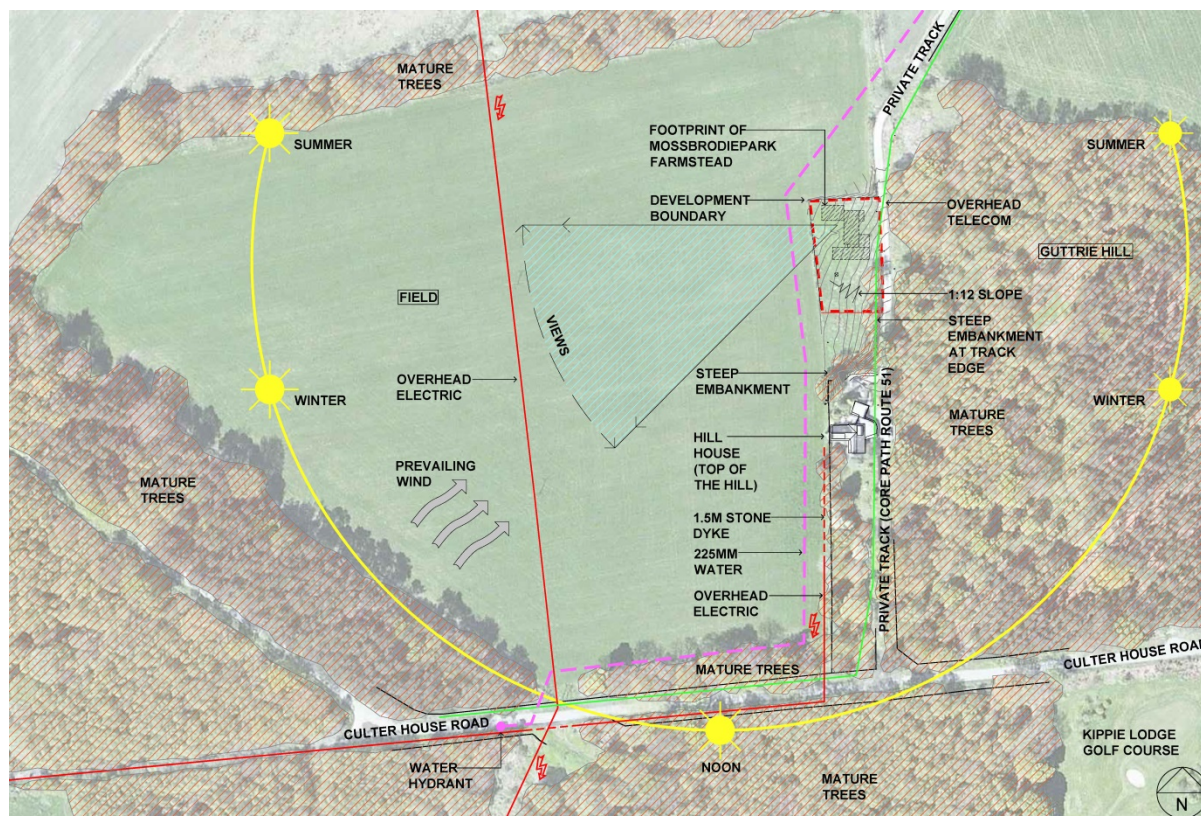 MATURE
TREES
SUMMER
FOOTPRINT OF
MOSSBRODIEPARK
FARMSTEAD
DEVELOPMENT
BOUNDARY
PRIVATE TRACK
SUMMER
OVERHEAD
TELECOM
GUTTRIE HILL
1:12 SLOPE
STEEP
EMBANKMENT
AT TRACK
EDGE
FIELD
VIEWS
OVERHEAD
ELECTRIC
WINTER
STEEP
EMBANKMENT
WINTER
MATURE
TREES
HILL
HOUSE
(TOP OF
THE HILL)
PREVAILING
WIND
MATURE
TREES
1.5M STONE
DYKE
225MM
WATER
OVERHEAD
ELECTRIC
PRIVATE TRACK (CORE PATH ROUTE 51)
MATURE TREES
CULTER HOUSE ROAD
CULTER HOUSE ROAD
WATER
HYDRANT
NOON
MATURE
TREES
KIPPIE LODGE
GOLF COURSE
N